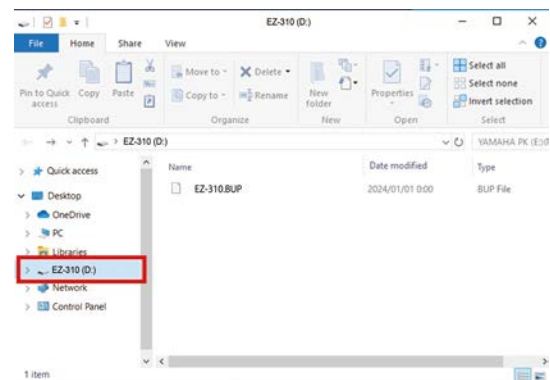 EZ-310 (D:)
File Home Share View
Pin to Quick access
Copy
Paste
Clipboard
Move to
Copy to
Delete
Rename
Organize
New folder
New
Properties
Open
Select all
Select none
Invert selection
Select
EZ-310 (D:)
YAMAHA PK (E:)
Quick access
Desktop
OneDrive
PC
Libraries
EZ-310 (D:)
Network
Control Panel
Name Date modified Type
EZ-310.BUP 2024/01/01 0:00 BUP File
1 item